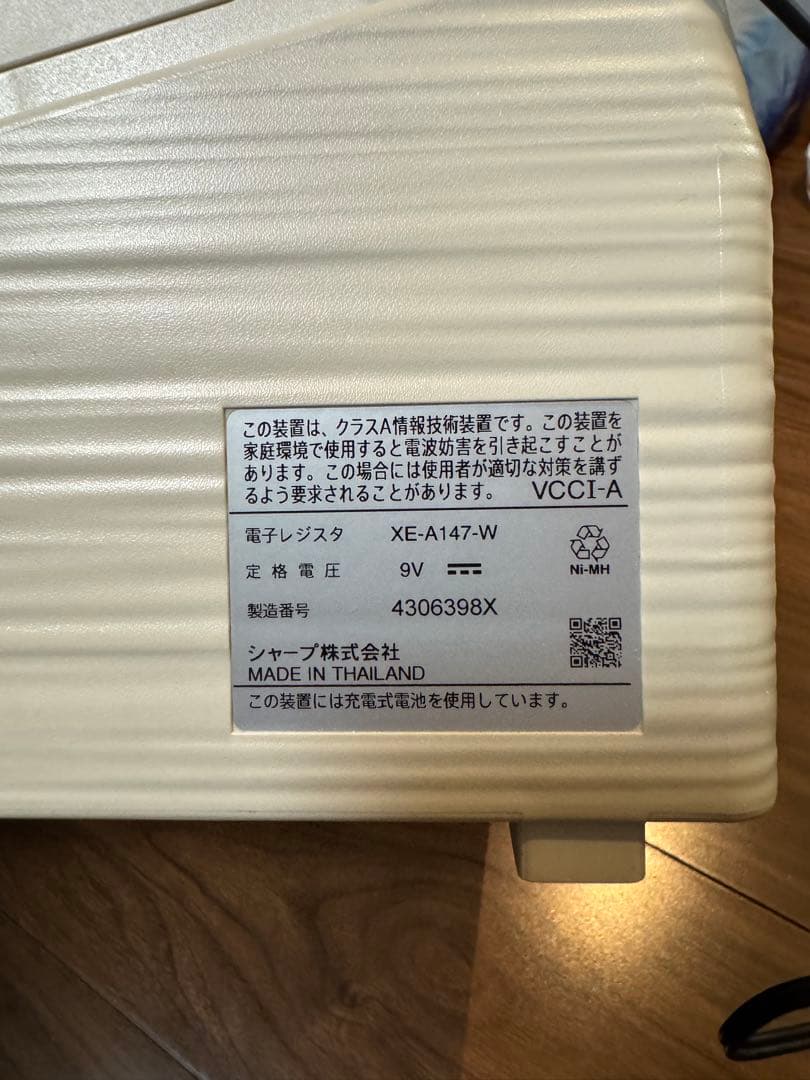 この装置は、クラスA情報技術装置です。この装置を
家庭環境で使用すると電波妨害を引き起こすことが
あります。この場合には使用者が適切な対策を講ず
るよう要求されることがあります。 VCCI-A
電子レジスタ XE-A147-W
定格電圧 9V
Ni-MH
製造番号 4306398X
シャープ株式会社
MADE IN THAILAND
この装置には充電式電池を使用しています。